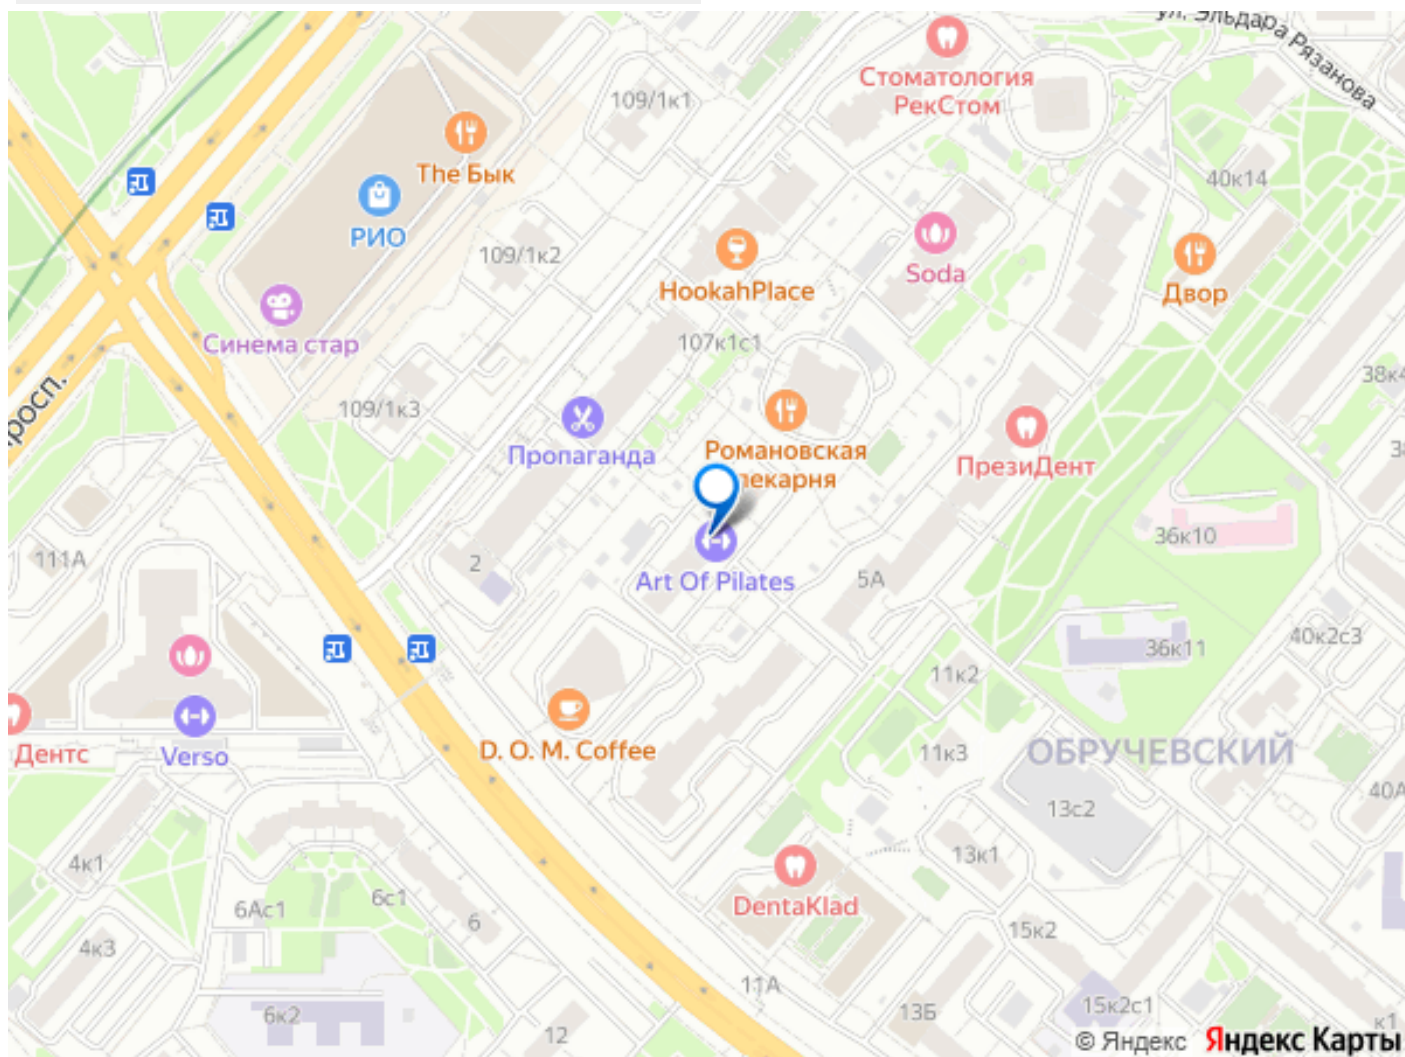 ул. Эльдара Рязанова
Стоматология
РекСтом
109/1к1
The Бык
40к14
РИО
109/1к2
HookahPlace
Soda
Двор
Синема стар
107к1с1
38к4
просп.
109/1к3
Пропаганда
Романовская
пекарня
ПрезиДент
36к10
111А
2
Art Of Pilates
5А
36к11
40к2с3
11к2
Дентс
Verso
D. O. M. Coffee
11к3
ОБРУЧЕВСКИЙ
40А
13с2
4к1
13к1
6Ас1
6с1
6
DentaKlad
4к3
15к2
11А
6к2
12
13Б
15к2с1
к1
© Яндекс Яндекс Карты